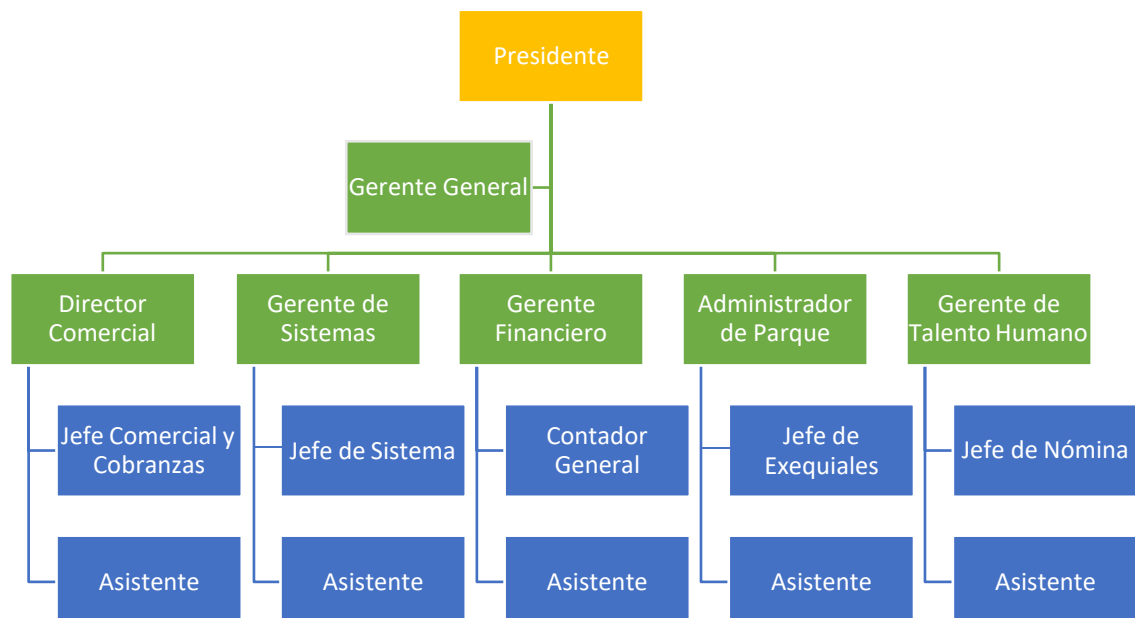 Presidente
Gerente General
Director
Comercial
Gerente de
Sistemas
Gerente
Financiero
Administrador
de Parque
Gerente de
Talento Humano
Jefe Comercial y
Cobranzas
Jefe de Sistema
Contador
General
Jefe de
Exequiales
Jefe de Nómina
Asistente
Asistente
Asistente
Asistente
Asistente